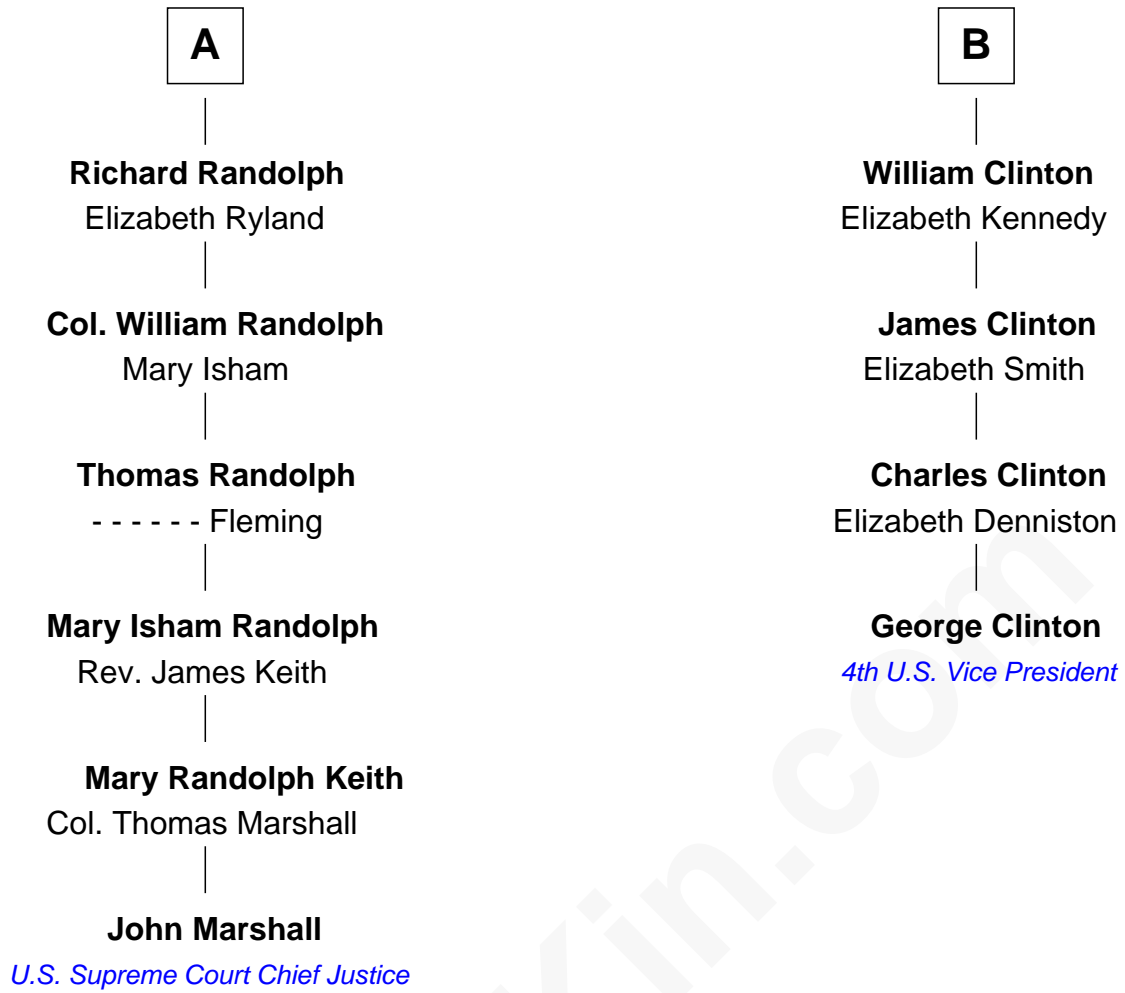 A
Richard Randolph
Elizabeth Ryland
Col. William Randolph
Mary Isham
Thomas Randolph
- - - - - - Fleming
Mary Isham Randolph
Rev. James Keith
Mary Randolph Keith
Col. Thomas Marshall
John Marshall
U.S. Supreme Court Chief Justice
B
William Clinton
Elizabeth Kennedy
James Clinton
Elizabeth Smith
Charles Clinton
Elizabeth Denniston
George Clinton
4th U.S. Vice President
Kin.com